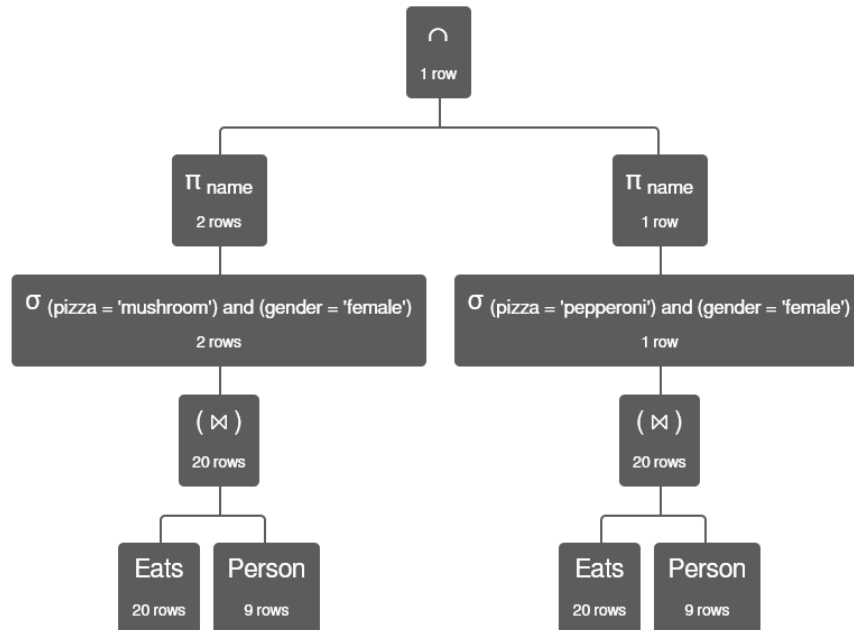 ∩
1 row
π name
2 rows
π name
1 row
σ (pizza = 'mushroom') and (gender = 'female')
2 rows
σ (pizza = 'pepperoni') and (gender = 'female')
1 row
( ⋈ )
20 rows
( ⋈ )
20 rows
Eats
20 rows
Person
9 rows
Eats
20 rows
Person
9 rows